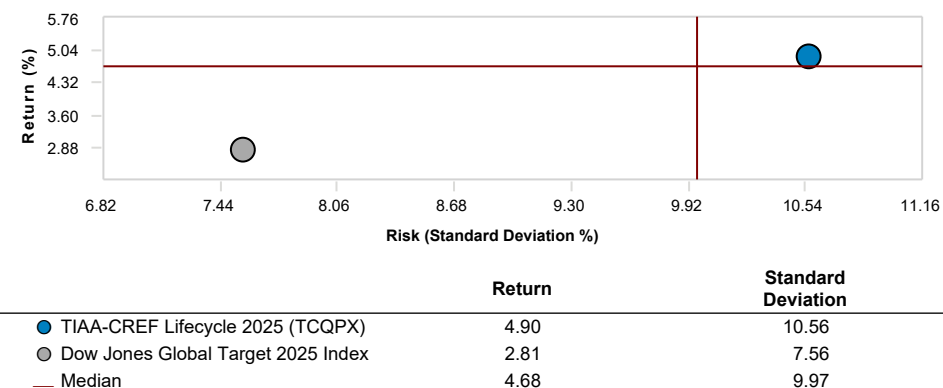 5.76
5.04
4.32
3.60
2.88
Return (%)
6.82 7.44 8.06 8.68 9.30 9.92 10.54 11.16
Risk (Standard Deviation %)
Return Standard Deviation
TIAA-CREF Lifecycle 2025 (TCQPX) 4.90 10.56
Dow Jones Global Target 2025 Index 2.81 7.56
Median 4.68 9.97